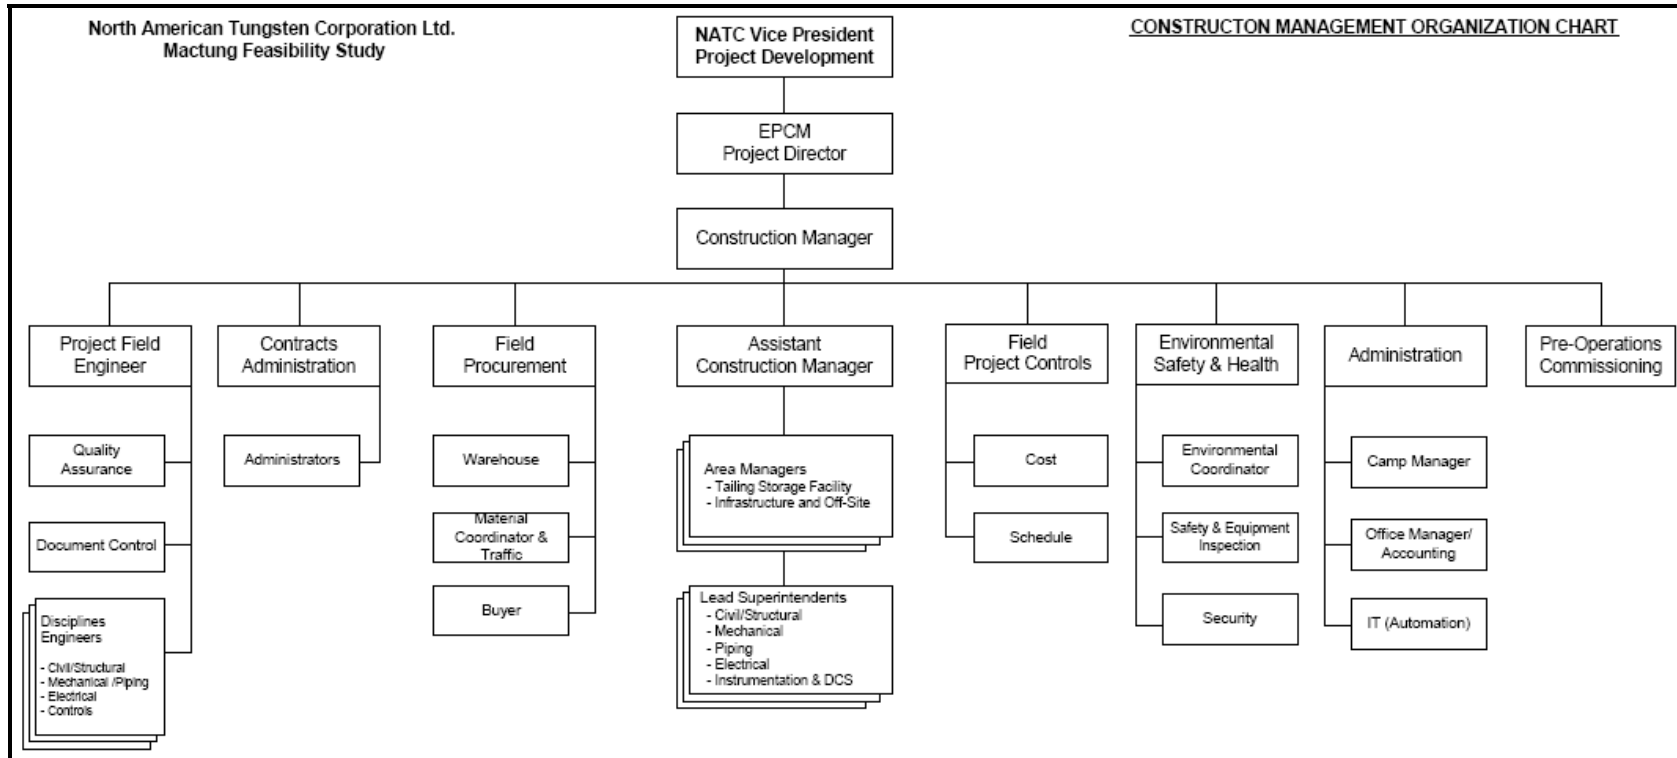 North American Tungsten Corporation Ltd.
Mactung Feasibility Study
CONSTRUCTON MANAGEMENT ORGANIZATION CHART
NATC Vice President
Project Development
EPCM
Project Director
Construction Manager
Project Field
Engineer
Quality
Assurance
Document Control
Disciplines
Engineers
- Civil/Structural
- Mechanical /Piping
- Electrical
- Controls
Contracts
Administration
Administrators
Field
Procurement
Warehouse
Material
Coordinator &
Traffic
Buyer
Assistant
Construction Manager
Area Managers
- Tailing Storage Facility
- Infrastructure and Off-Site
Lead Superintendents
- Civil/Structural
- Mechanical
- Piping
- Electrical
- Instrumentation & DCS
Field
Project Controls
Cost
Schedule
Environmental
Safety & Health
Environmental
Coordinator
Safety & Equipment
Inspection
Security
Administration
Camp Manager
Office Manager/
Accounting
IT (Automation)
Pre-Operations
Commissioning